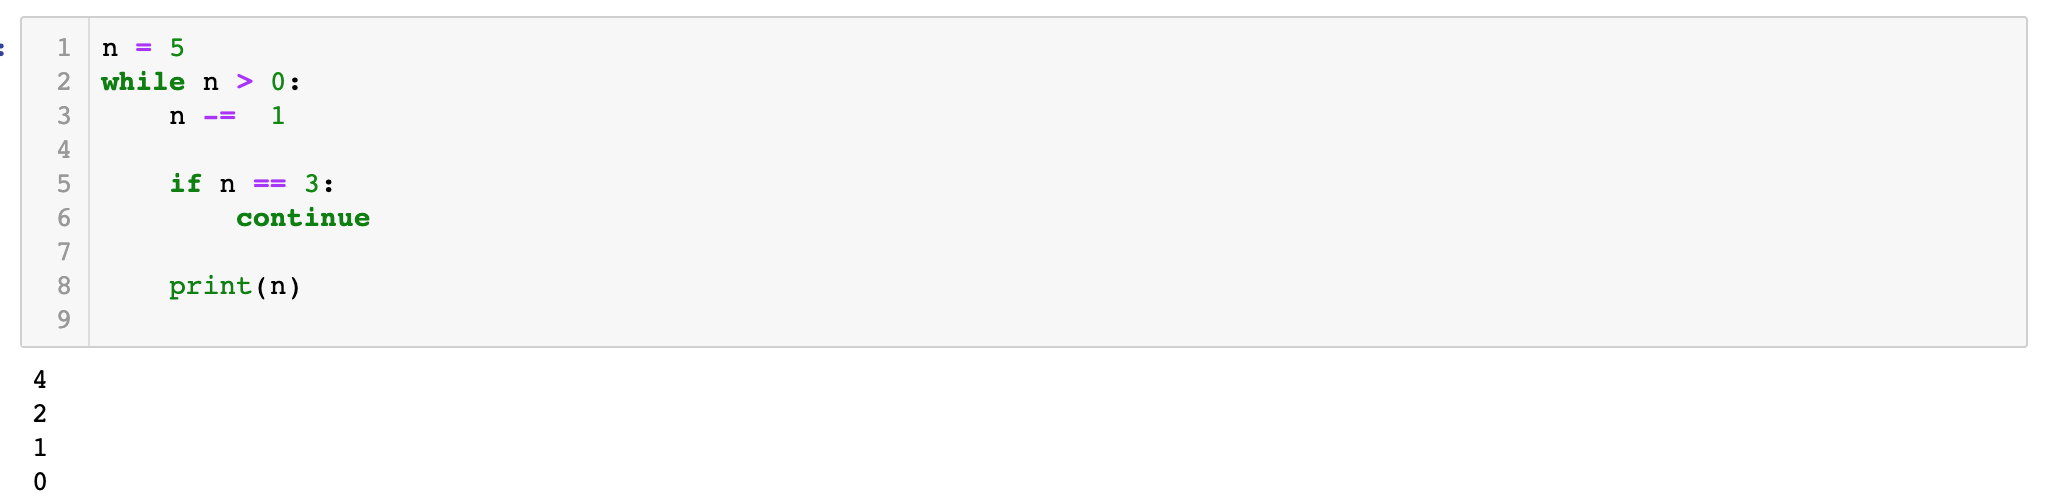 : 1 n = 5
2 while n > 0:
3     n -=  1
4
5     if n == 3:
6         continue
7
8     print(n)
9
4
2
1
0